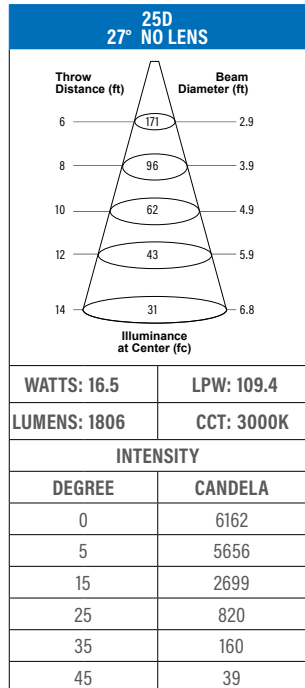 25D
27° NO LENS
Throw Beam
Distance (ft) Diameter (ft)
6 171 2.9
8 96 3.9
10 62 4.9
12 43 5.9
14 31 6.8
Illuminance
at Center (fc)
WATTS: 16.5 LPW: 109.4
LUMENS: 1806 CCT: 3000K
INTENSITY
DEGREE CANDELA
0 6162
5 5656
15 2699
25 820
35 160
45 39